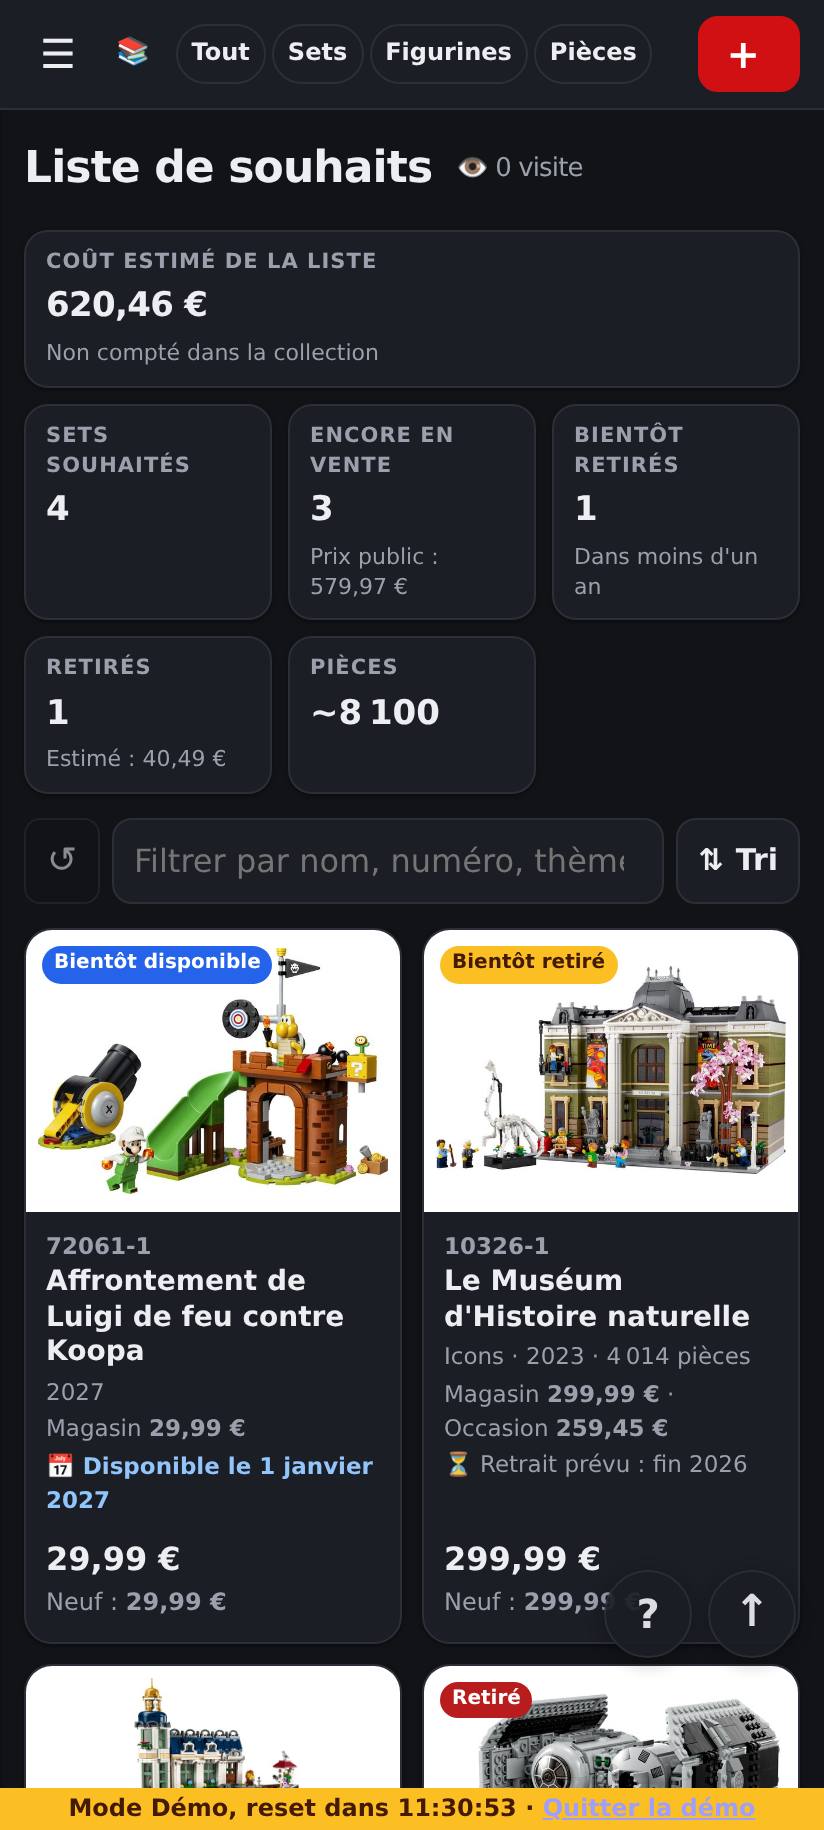 ☰ 📚 Tout Sets Figurines Pièces +
Liste de souhaits 👁️ 0 visite
COÛT ESTIMÉ DE LA LISTE
620,46 €
Non compté dans la collection
SETS
SOUHAITÉS
4
ENCORE EN
VENTE
3
Prix public :
579,97 €
BIENTÔT
RETIRÉS
1
Dans moins d'un
an
RETIRÉS
1
Estimé : 40,49 €
PIÈCES
~8 100
↺ Filtrer par nom, numéro, thème ⇅ Tri
Bientôt disponible
72061-1
Affrontement de
Luigi de feu contre
Koopa
2027
Magasin 29,99 €
📅 Disponible le 1 janvier
2027
29,99 €
Neuf : 29,99 €
Bientôt retiré
10326-1
Le Muséum
d'Histoire naturelle
Icons · 2023 · 4 014 pièces
Magasin 299,99 € ·
Occasion 259,45 €
⏳ Retrait prévu : fin 2026
299,99 €
Neuf : 299,99 €
? ↑
Retiré
Mode Démo, reset dans 11:30:53 · Quitter la démo